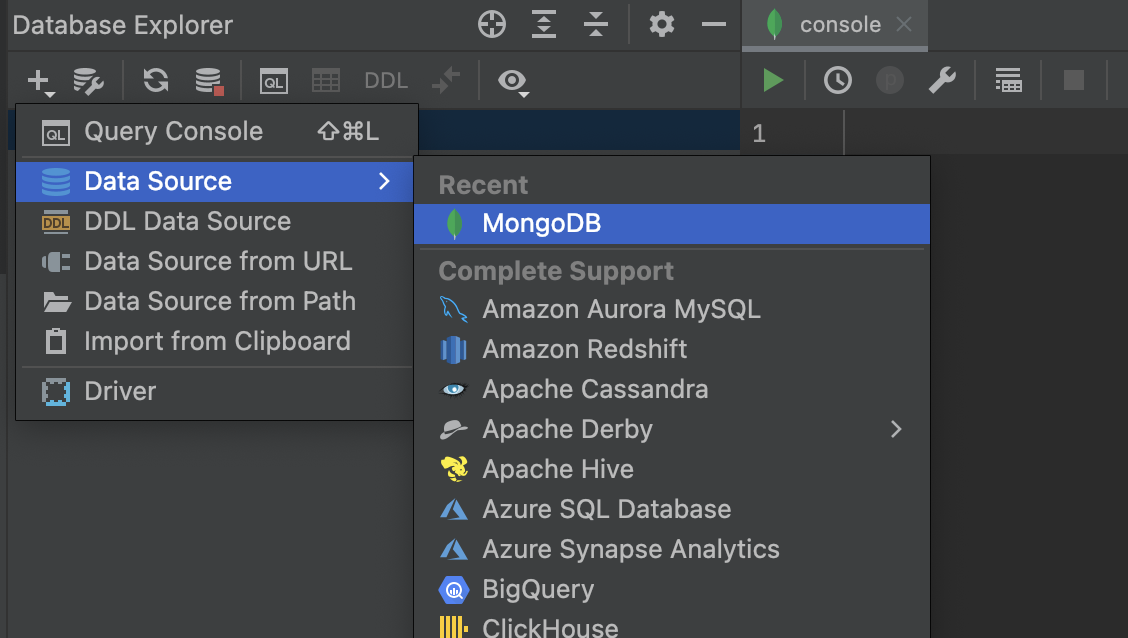 Database Explorer
console
DDL
QL
Query Console ⇧⌘L
1
Data Source
DDL Data Source
Data Source from URL
Data Source from Path
Import from Clipboard
Driver
Recent
MongoDB
Complete Support
Amazon Aurora MySQL
Amazon Redshift
Apache Cassandra
Apache Derby
Apache Hive
Azure SQL Database
Azure Synapse Analytics
BigQuery
ClickHouse